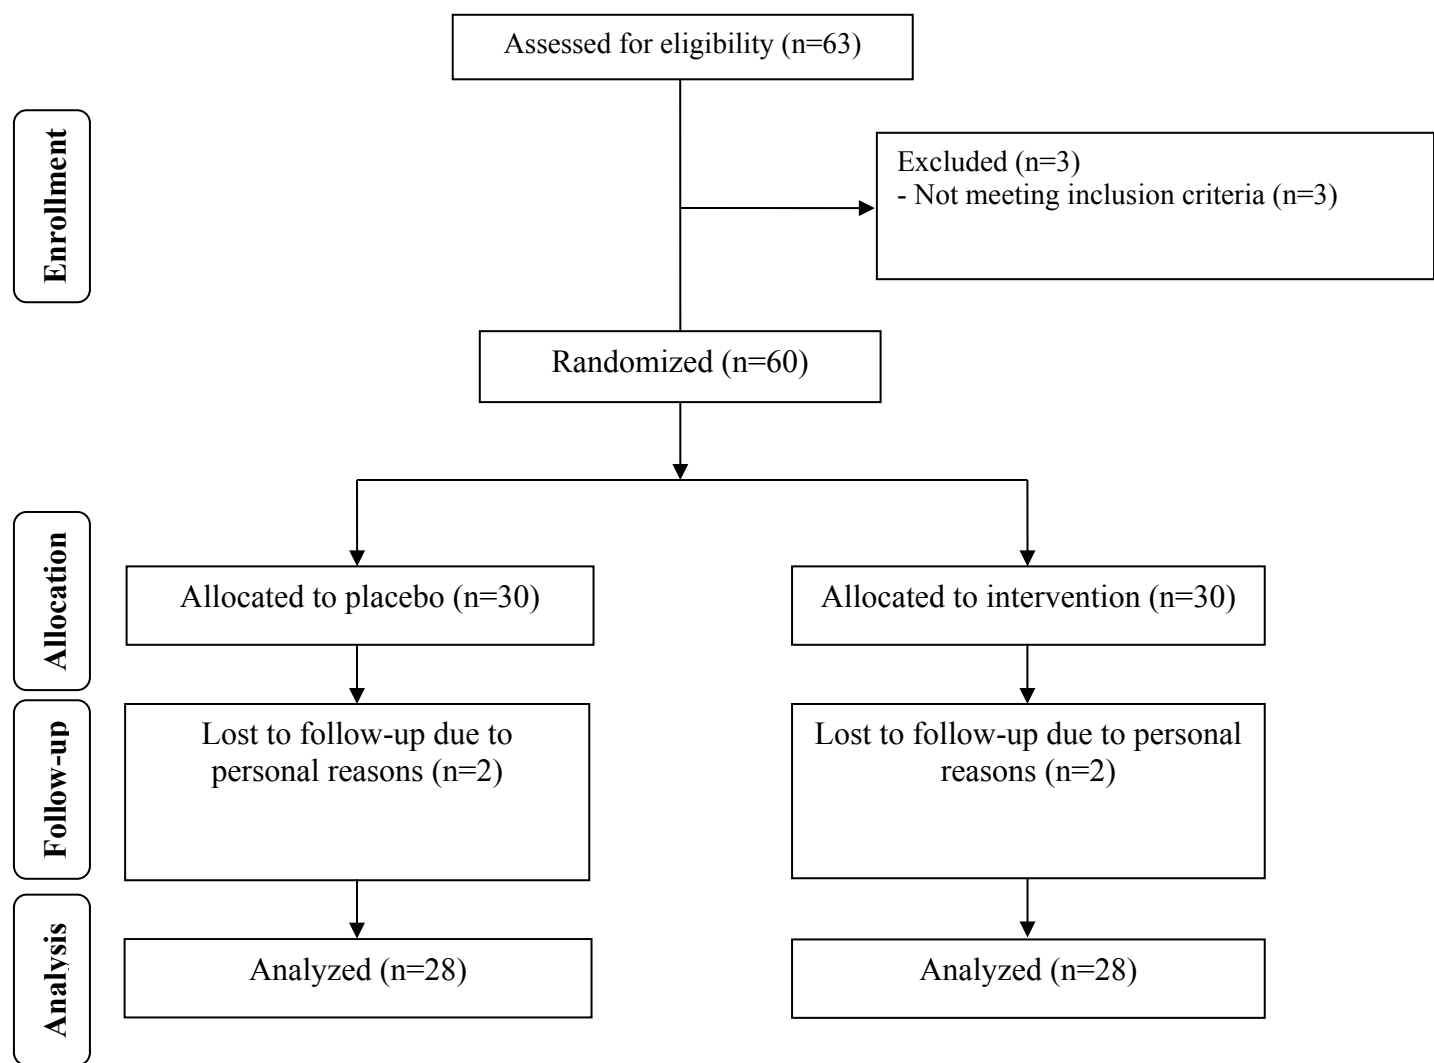 Assessed for eligibility (n=63)
Enrollment
Excluded (n=3)
- Not meeting inclusion criteria (n=3)
Randomized (n=60)
Allocation
Allocated to placebo (n=30)
Allocated to intervention (n=30)
Follow-up
Lost to follow-up due to
personal reasons (n=2)
Lost to follow-up due to personal
reasons (n=2)
Analysis
Analyzed (n=28)
Analyzed (n=28)